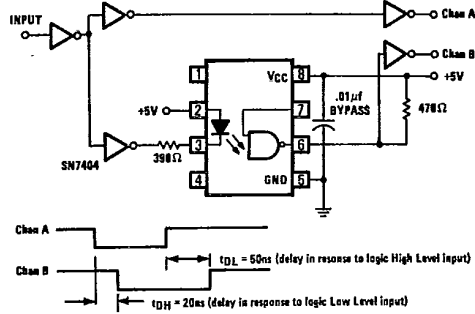 INPUT
Chan A
Chan B
+5V
1
VCC
8
+5V
2
7
.01µf
BYPASS
470Ω
SN7404
390Ω
3
6
4
GND
5
Chan A
tDL = 50ns (delay in resonse to logic High Level input)
Chan B
tDH = 20ns (delay in response to logic Low Level input)